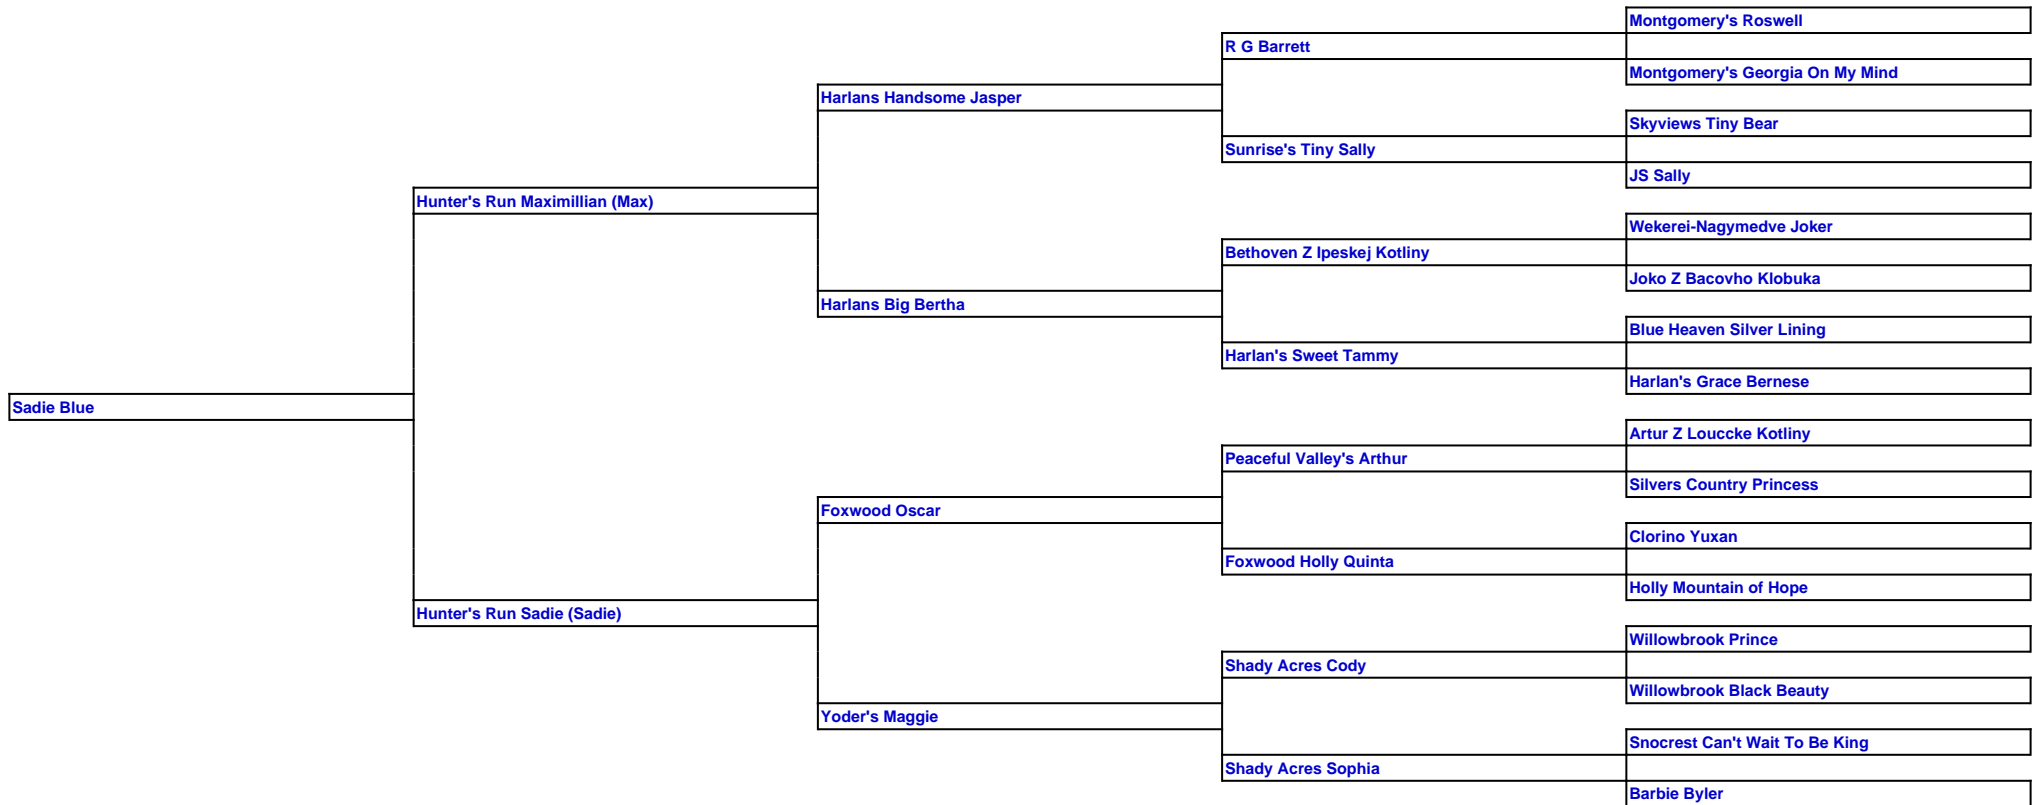 Montgomery's Roswell
R G Barrett
Montgomery's Georgia On My Mind
Harlans Handsome Jasper
Skyviews Tiny Bear
Sunrise's Tiny Sally
JS Sally
Hunter's Run Maximillian (Max)
Wekerei-Nagymedve Joker
Bethoven Z Ipeskej Kotliny
Joko Z Bacovho Klobuka
Harlans Big Bertha
Blue Heaven Silver Lining
Harlan's Sweet Tammy
Harlan's Grace Bernese
Sadie Blue
Artur Z Louccke Kotliny
Peaceful Valley's Arthur
Silvers Country Princess
Foxwood Oscar
Clorino Yuxan
Foxwood Holly Quinta
Holly Mountain of Hope
Hunter's Run Sadie (Sadie)
Willowbrook Prince
Shady Acres Cody
Willowbrook Black Beauty
Yoder's Maggie
Snocrest Can't Wait To Be King
Shady Acres Sophia
Barbie Byler